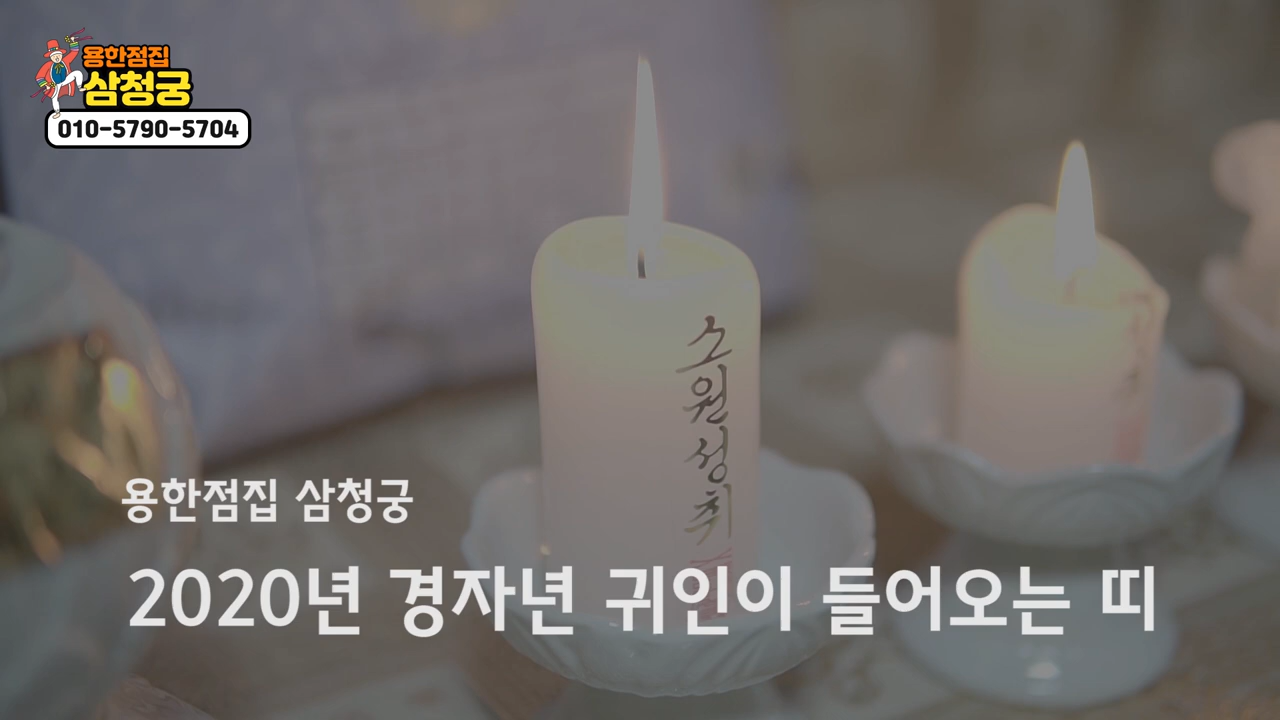 용한점집
삼청궁
010-5790-5704
소원성취
용한점집 삼청궁
2020년 경자년 귀인이 들어오는 띠